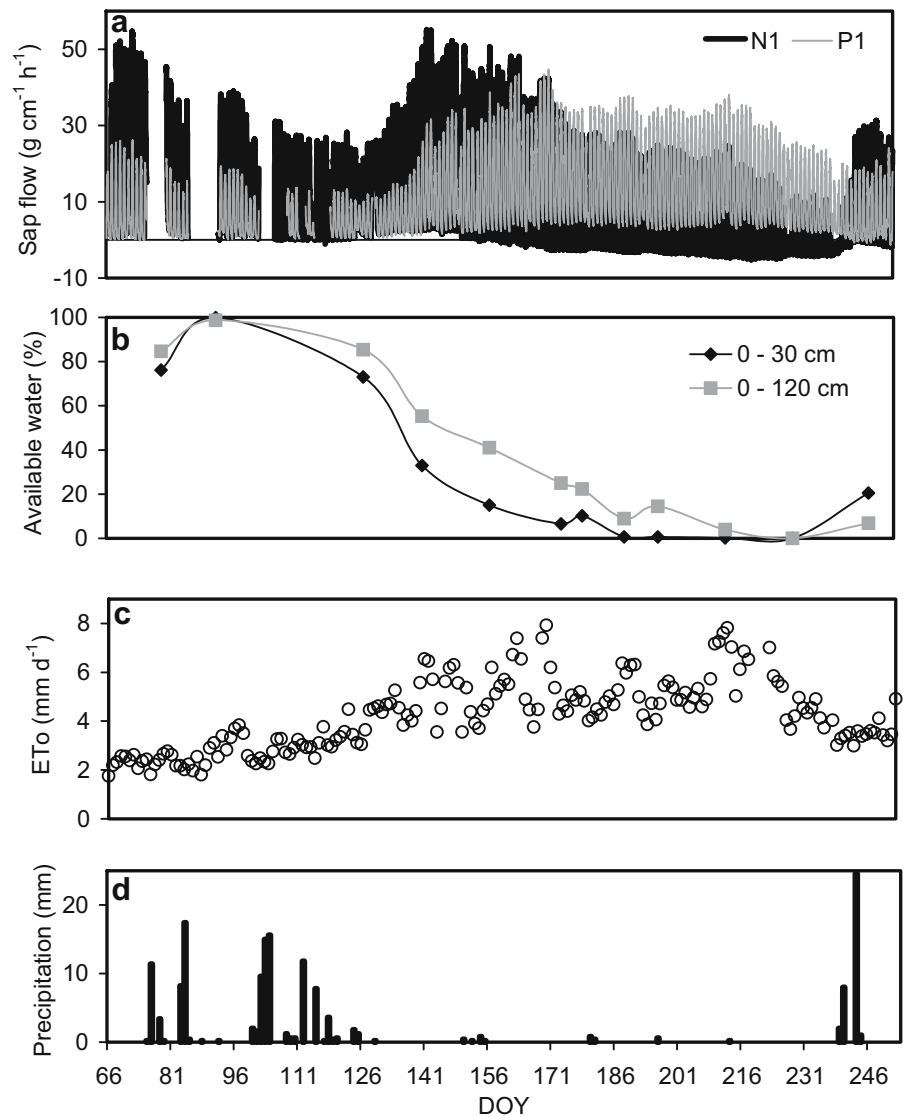 a
N1 P1
Sap flow (g cm⁻¹ h⁻¹)
50
30
10
-10
b
0 - 30 cm
0 - 120 cm
Available water (%)
100
80
60
40
20
0
c
ETo (mm d⁻¹)
8
6
4
2
0
d
Precipitation (mm)
20
10
0
66 81 96 111 126 141 156 171 186 201 216 231 246
DOY